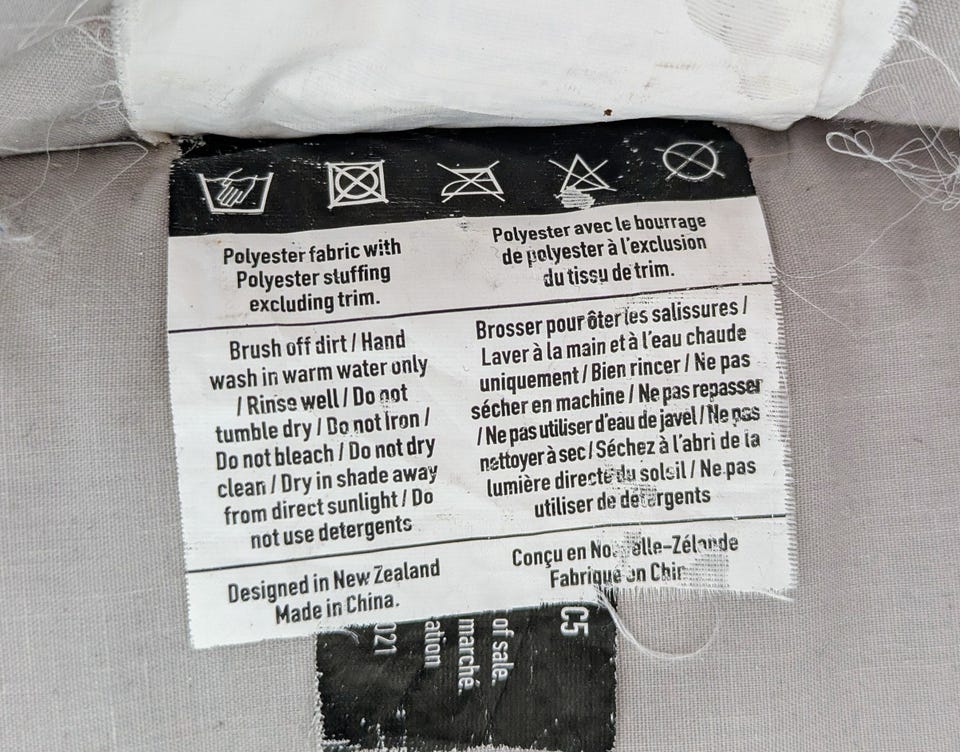 Polyester fabric with
Polyester stuffing
excluding trim.
Polyester avec le bourrage
de polyester à l'exclusion
du tissu de trim.
Brush off dirt / Hand
wash in warm water only
/ Rinse well / Do not
tumble dry / Do not Iron /
Do not bleach / Do not dry
clean / Dry in shade away
from direct sunlight / Do
not use detergents
Brosser pour ôter les salissures /
Laver à la main et à l'eau chaude
uniquement / Bien rincer / Ne pas
sécher en machine / Ne pas repasser
/ Ne pas utiliser d'eau de javel / Ne pas
nettoyer à sec / Séchez à l'abri de la
lumière directe du soleil / Ne pas
utiliser de détergents
Designed in New Zealand
Made in China.
Conçu en Nouvelle-Zélande
Fabriqué en
C5
of sale.
marché.
ation
021